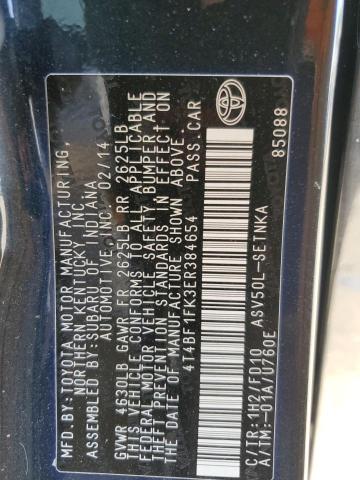 MFD. BY: TOYOTA MOTOR MANUFACTURING,
NORTHERN KENTUCKY, INC.
ASSEMBLED BY: SUBARU OF INDIANA
AUTOMOTIVE INC. 02/14
GVWR 4630LB GAWR FR 2625LB RR 2625LB
THIS VEHICLE CONFORMS TO ALL APPLICABLE
FEDERAL MOTOR VEHICLE SAFETY, BUMPER AND
THEFT PREVENTION STANDARDS IN EFFECT ON
THE DATE OF MANUFACTURE SHOWN ABOVE.
4T4BF1FK3ER384654 PASS. CAR
C/TR: 1H2/FD10 ASV50L-SETNKA
A/TM: -01A/U760E 85088
TOYOTA